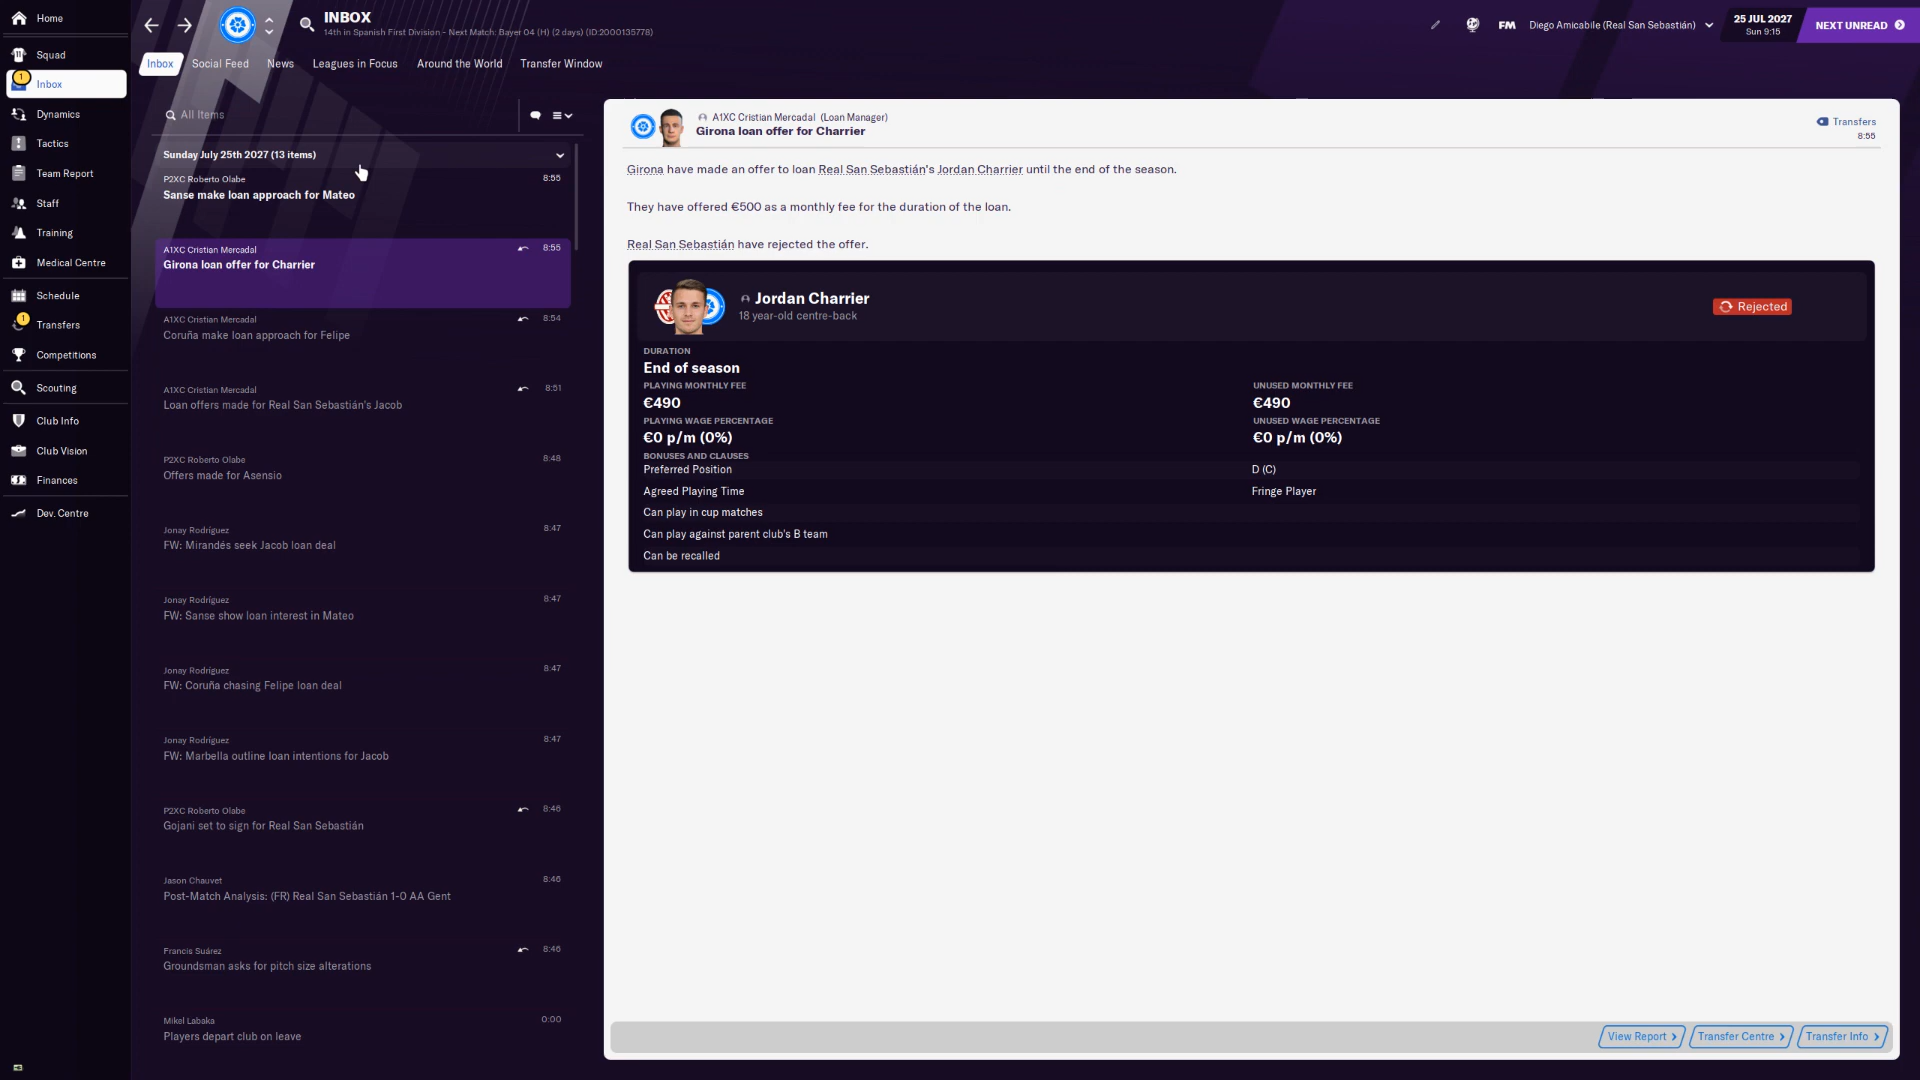 Home
Squad
1
Inbox
Dynamics
Tactics
Team Report
Staff
Training
Medical Centre
Schedule
1
Transfers
Competitions
Scouting
Club Info
Club Vision
Finances
Dev. Centre
INBOX
14th in Spanish First Division - Next Match: Bayer 04 (H) (2 days) (ID:2000135778)
FM
Diego Amicabile (Real San Sebastián)
25 JUL 2027
Sun 9:15
NEXT UNREAD
Inbox
Social Feed
News
Leagues in Focus
Around the World
Transfer Window
All Items
Sunday July 25th 2027 (13 items)
P2XC Roberto Olabe 8:55
Sanse make loan approach for Mateo
A1XC Cristian Mercadal 8:55
Girona loan offer for Charrier
A1XC Cristian Mercadal 8:54
Coruña make loan approach for Felipe
A1XC Cristian Mercadal 8:51
Loan offers made for Real San Sebastián's Jacob
P2XC Roberto Olabe 8:48
Offers made for Asensio
Jonay Rodríguez 8:47
FW: Mirandés seek Jacob loan deal
Jonay Rodríguez 8:47
FW: Sanse show loan interest in Mateo
Jonay Rodríguez 8:47
FW: Coruña chasing Felipe loan deal
Jonay Rodríguez 8:47
FW: Marbella outline loan intentions for Jacob
P2XC Roberto Olabe 8:46
Gojani set to sign for Real San Sebastián
Jason Chauvet 8:46
Post-Match Analysis: (FR) Real San Sebastián 1-0 AA Gent
Francis Suárez 8:46
Groundsman asks for pitch size alterations
Mikel Labaka 0:00
Players depart club on leave
A1XC Cristian Mercadal (Loan Manager)
Girona loan offer for Charrier
Transfers
8:55
Girona have made an offer to loan Real San Sebastián's Jordan Charrier until the end of the season.
They have offered €500 as a monthly fee for the duration of the loan.
Real San Sebastián have rejected the offer.
Jordan Charrier
18 year-old centre-back
Rejected
DURATION
End of season
PLAYING MONTHLY FEE UNUSED MONTHLY FEE
€490 €490
PLAYING WAGE PERCENTAGE UNUSED WAGE PERCENTAGE
€0 p/m (0%) €0 p/m (0%)
BONUSES AND CLAUSES
Preferred Position D (C)
Agreed Playing Time Fringe Player
Can play in cup matches
Can play against parent club's B team
Can be recalled
View Report
Transfer Centre
Transfer Info